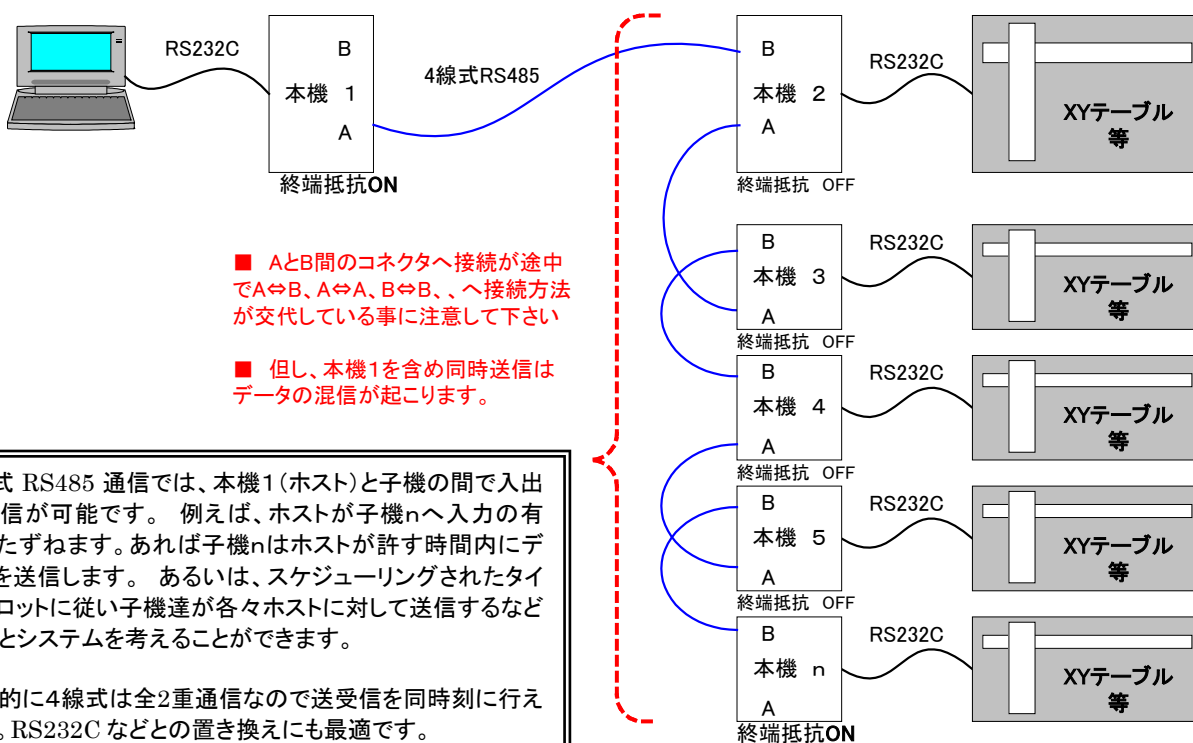 RS232C
B
本機 1
A
終端抵抗ON
4線式RS485
B
本機 2
A
終端抵抗 OFF
RS232C
XYテーブル
等
B
本機 3
A
終端抵抗 OFF
RS232C
XYテーブル
等
B
本機 4
A
終端抵抗 OFF
RS232C
XYテーブル
等
B
本機 5
A
終端抵抗 OFF
RS232C
XYテーブル
等
B
本機 n
A
終端抵抗ON
RS232C
XYテーブル
等
■ AとB間のコネクタへ接続が途中
でA⇔B、A⇔A、B⇔B、、へ接続方法
が交代している事に注意して下さい
■ 但し、本機1を含め同時送信は
データの混信が起こります。
式 RS485 通信では、本機1(ホスト)と子機の間で入出
信が可能です。 例えば、ホストが子機nへ入力の有
たずねます。あれば子機nはホストが許す時間内にデ
を送信します。 あるいは、スケジューリングされたタイ
ロットに従い子機達が各々ホストに対して送信するなど
とシステムを考えることができます。
的に4線式は全2重通信なので送受信を同時刻に行え
。RS232C などとの置き換えにも最適です。